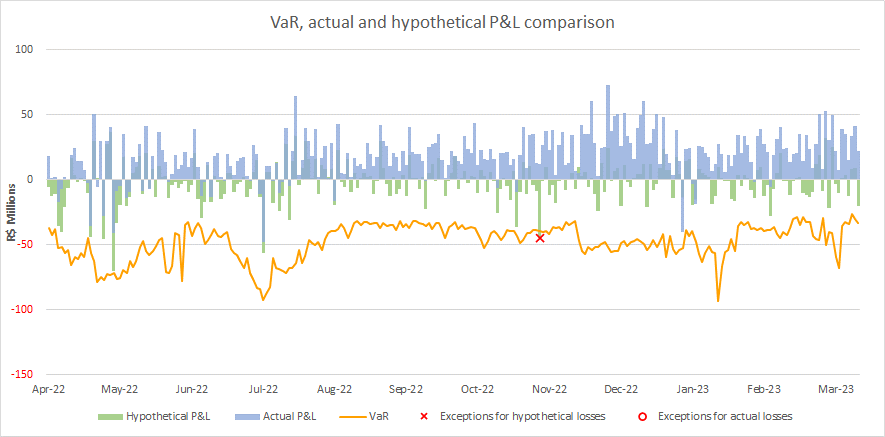 VaR, actual and hypothetical P&L comparison
100
50
0
-50
-100
-150
R$ Millions
Apr-22 May-22 Jun-22 Jul-22 Aug-22 Sep-22 Oct-22 Nov-22 Dec-22 Jan-23 Feb-23 Mar-23
Hypothetical P&L Actual P&L VaR Exceptions for hypothetical losses Exceptions for actual losses